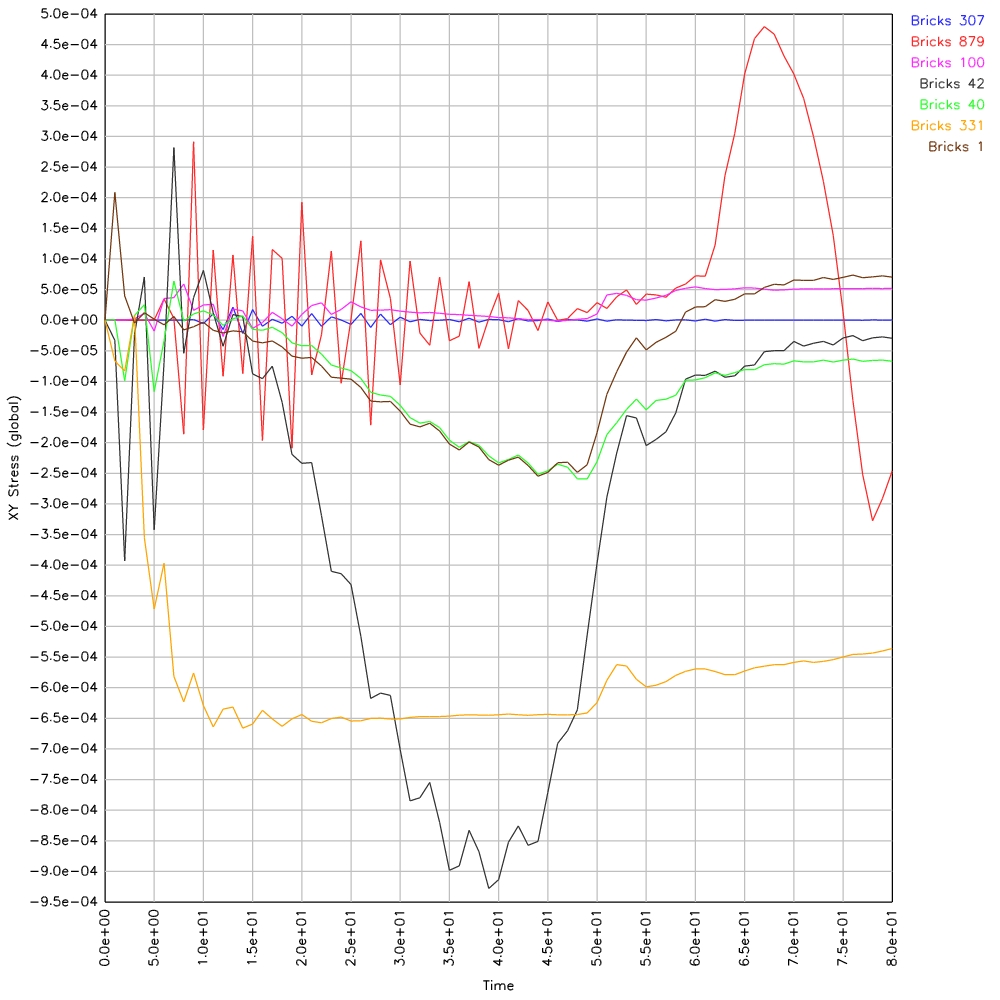 5.0e-04
4.5e-04
4.0e-04
3.5e-04
3.0e-04
2.5e-04
2.0e-04
1.5e-04
1.0e-04
5.0e-05
0.0e+00
-5.0e-05
-1.0e-04
-1.5e-04
-2.0e-04
-2.5e-04
-3.0e-04
-3.5e-04
-4.0e-04
-4.5e-04
-5.0e-04
-5.5e-04
-6.0e-04
-6.5e-04
-7.0e-04
-7.5e-04
-8.0e-04
-8.5e-04
-9.0e-04
-9.5e-04
XY Stress (global)
0.0e+00
5.0e+00
1.0e+01
1.5e+01
2.0e+01
2.5e+01
3.0e+01
3.5e+01
4.0e+01
4.5e+01
5.0e+01
5.5e+01
6.0e+01
6.5e+01
7.0e+01
7.5e+01
8.0e+01
Time
Bricks 307
Bricks 879
Bricks 100
Bricks 42
Bricks 40
Bricks 331
Bricks 1